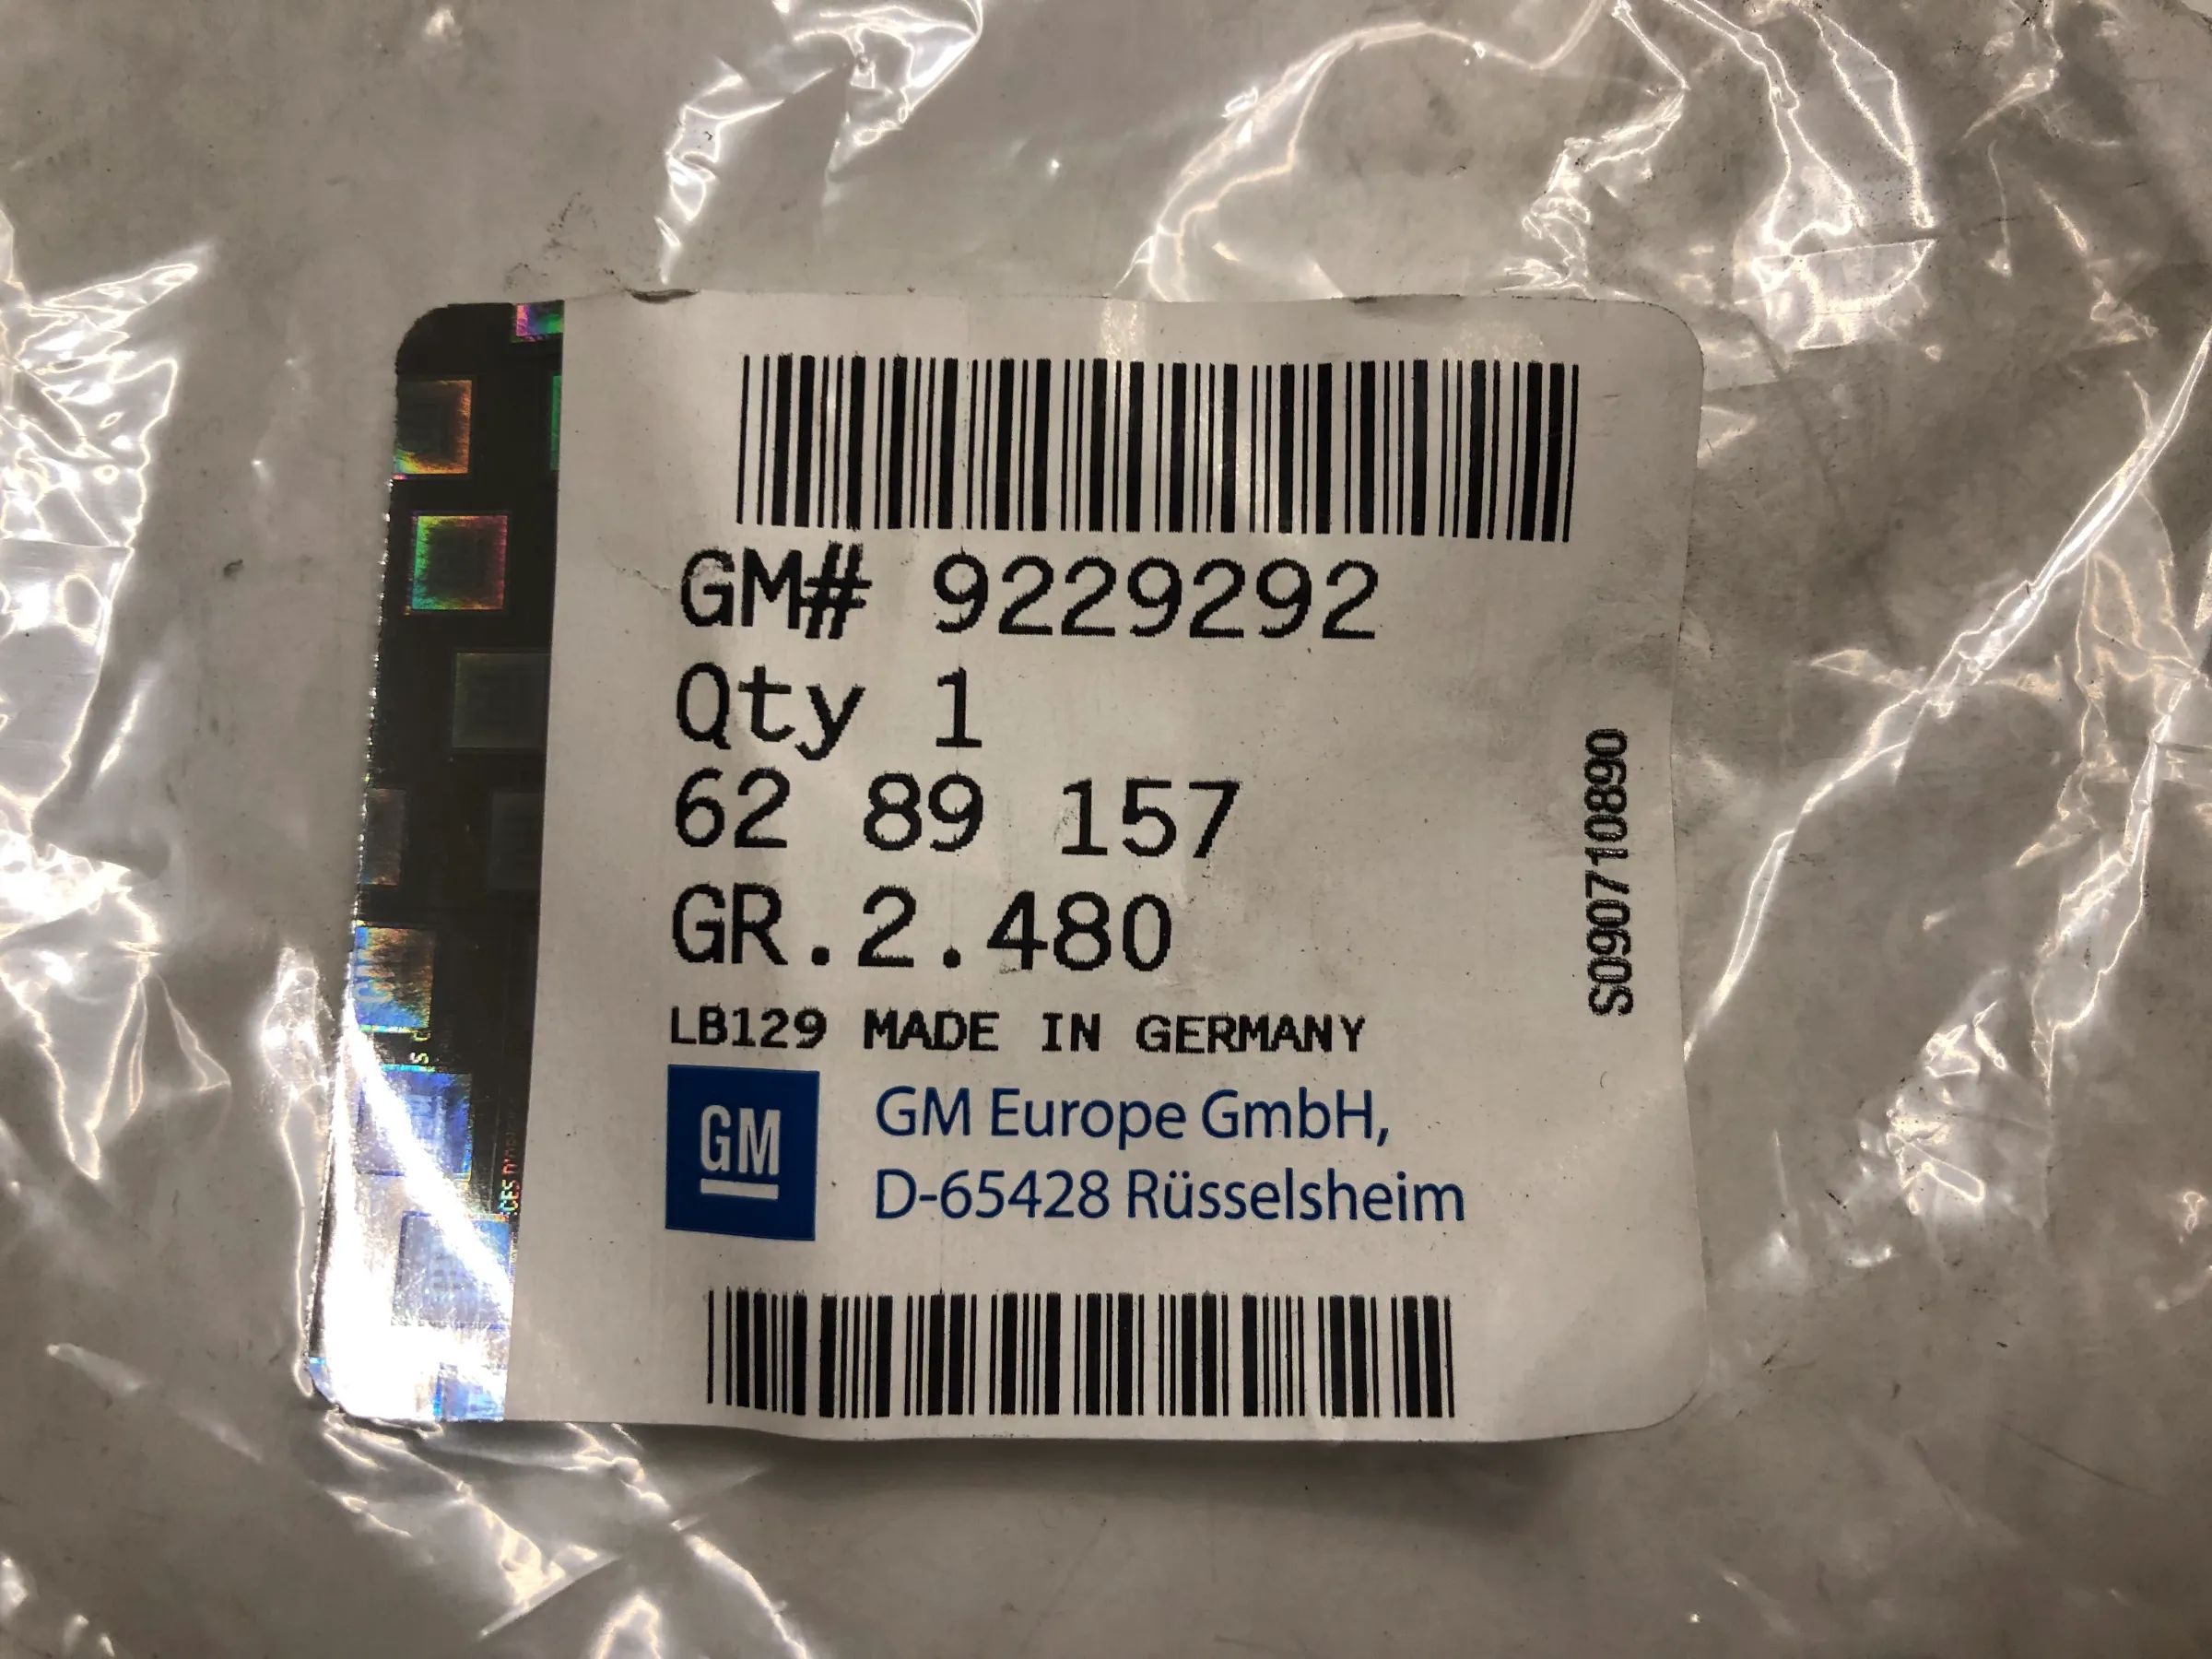 GM# 9229292
Qty 1
62 89 157
GR.2.480
LB129 MADE IN GERMANY
GM
GM Europe GmbH,
D-65428 Rüsselsheim
S090710890